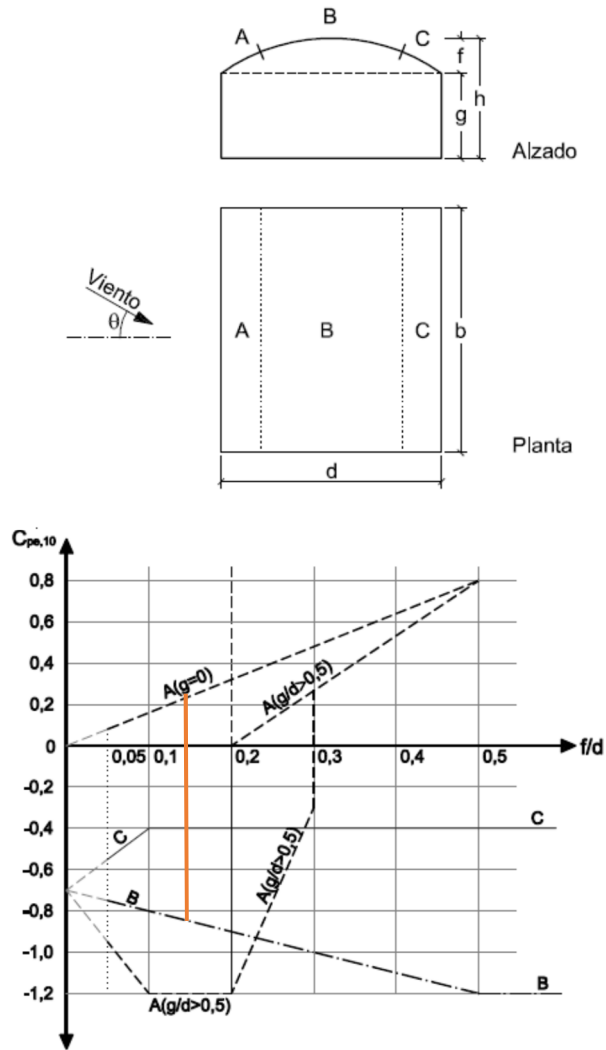 B
A
C
f
h
g
Alzado
Viento
θ
A
B
C
b
Planta
d
Cpe,10
0,8
0,6
0,4
0,2
0
-0,2
-0,4
-0,6
-0,8
-1,0
-1,2
A(g=0)
A(g/d>0,5)
0,05
0,1
0,2
0,3
0,4
0,5
f/d
C
C
B
A(g/d>0,5)
A(g/d>0,5)
B